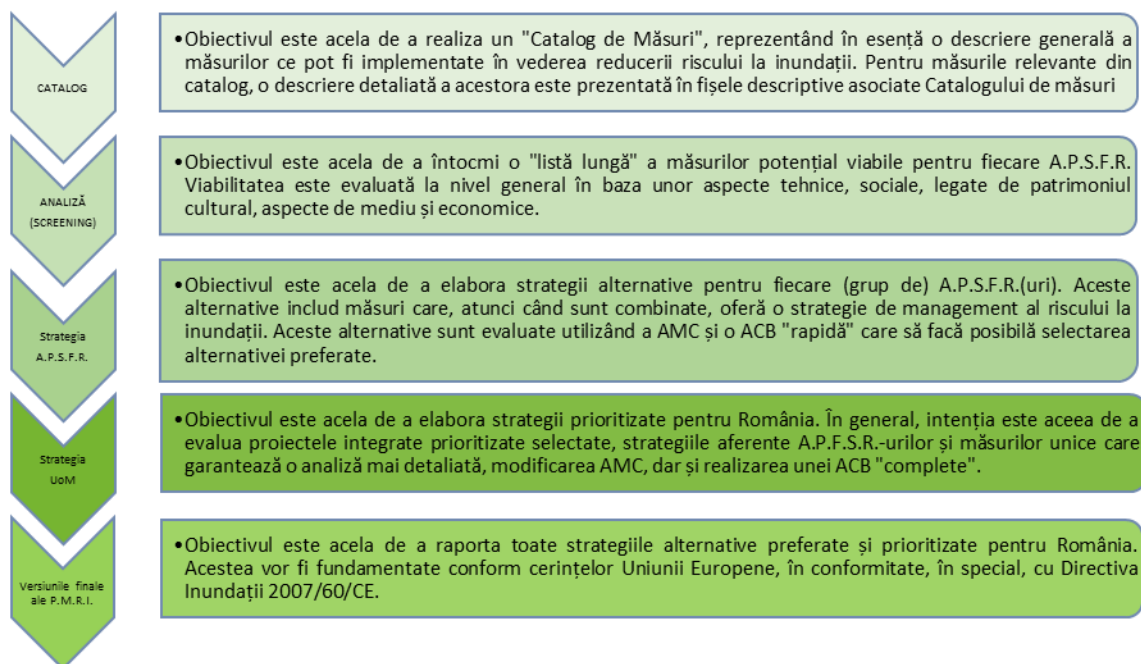 CATALOG
•Obiectivul este acela de a realiza un "Catalog de Măsuri", reprezentând în esență o descriere generală a
măsurilor ce pot fi implementate în vederea reducerii riscului la inundații. Pentru măsurile relevante din
catalog, o descriere detaliată a acestora este prezentată în fișele descriptive asociate Catalogului de măsuri
ANALIZĂ
(SCREENING)
•Obiectivul este acela de a întocmi o "listă lungă" a măsurilor potențial viabile pentru fiecare A.P.S.F.R.
Viabilitatea este evaluată la nivel general în baza unor aspecte tehnice, sociale, legate de patrimoniul
cultural, aspecte de mediu și economice.
Strategia
A.P.S.F.R.
•Obiectivul este acela de a elabora strategii alternative pentru fiecare (grup de) A.P.S.F.R.(uri). Aceste
alternative includ măsuri care, atunci când sunt combinate, oferă o strategie de management al riscului la
inundații. Aceste alternative sunt evaluate utilizând a AMC și o ACB "rapidă" care să facă posibilă selectarea
alternativei preferate.
Strategia
UoM
•Obiectivul este acela de a elabora strategii prioritizate pentru România. În general, intenția este aceea de a
evalua proiectele integrate prioritizate selectate, strategiile aferente A.P.F.S.R.-urilor și măsurilor unice care
garantează o analiză mai detaliată, modificarea AMC, dar și realizarea unei ACB "complete".
Versiunile finale
ale P.M.R.I.
•Obiectivul este acela de a raporta toate strategiile alternative preferate și prioritizate pentru România.
Acestea vor fi fundamentate conform cerințelor Uniunii Europene, în conformitate, în special, cu Directiva
Inundații 2007/60/CE.